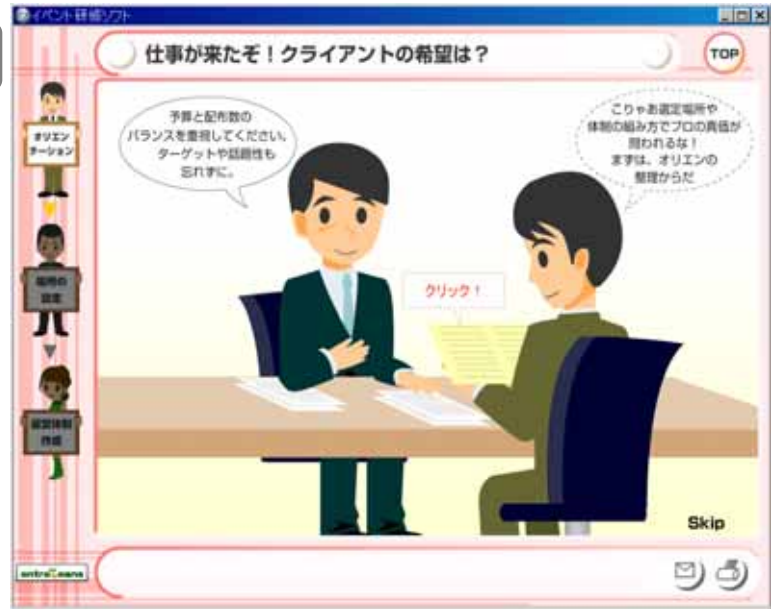 イベント研修ソフト
仕事が来たぞ！クライアントの希望は？
TOP
予算と配布数の
バランスを重視してください。
ターゲットや話題性も
忘れずに。
こりゃあ選定場所や
体制の組み方でプロの真価が
問われるな！
まずは、オリエンの
整理からだ
オリエン
テーション
場所の
選定
運営体制
作成
クリック！
Skip